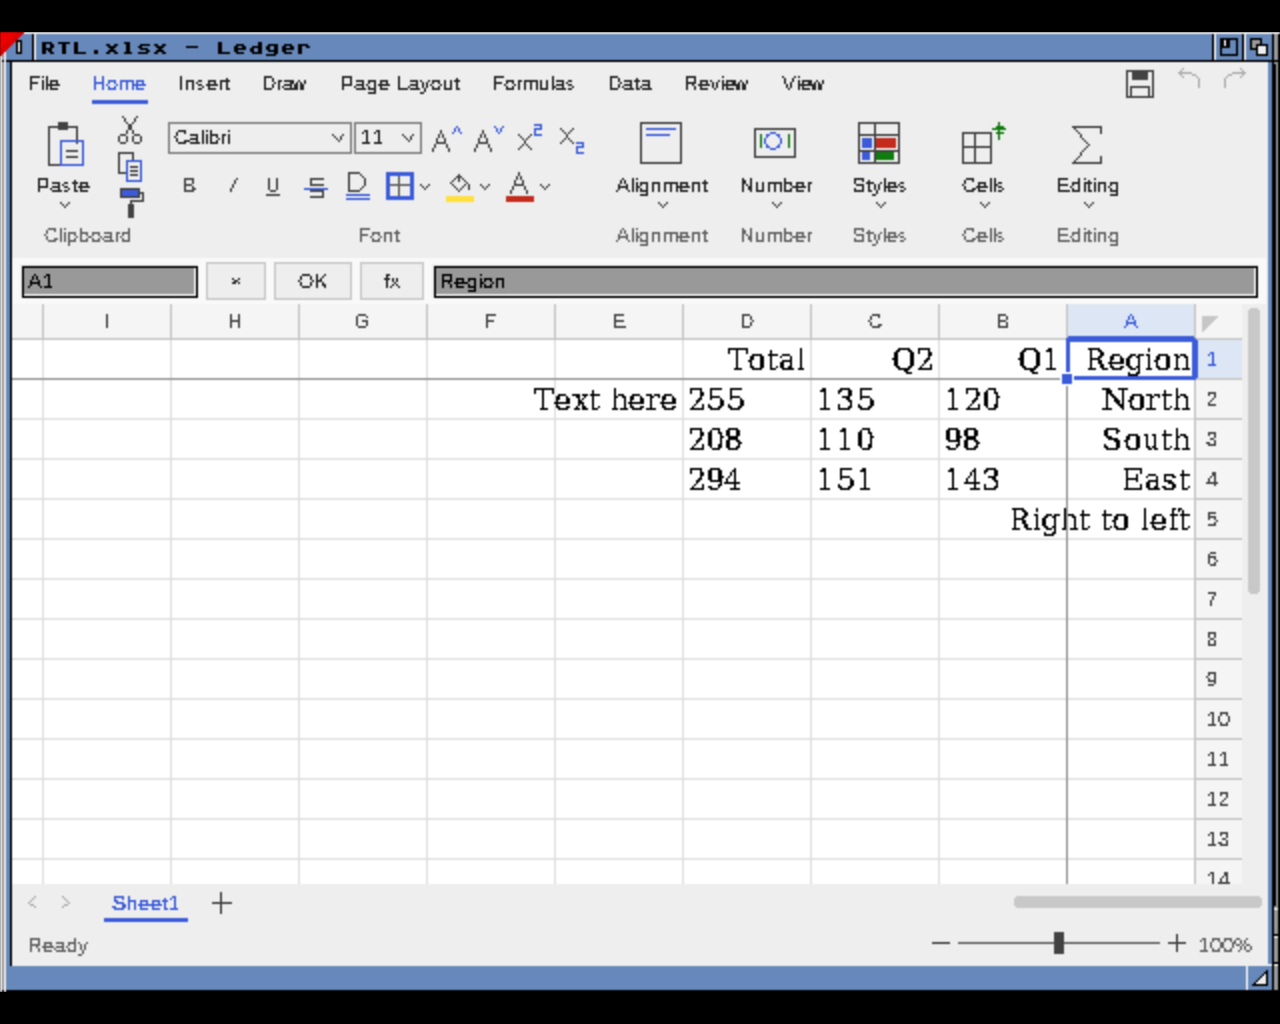 RTL.xlsx - Ledger
File Home Insert Draw Page Layout Formulas Data Review View
Calibri 11
Paste B / U S D A Alignment Number Styles Cells Editing
Clipboard Font Alignment Number Styles Cells Editing
A1 × OK fx Region
I H G F E D C B A
Total Q2 Q1 Region 1
Text here 255 135 120 North 2
208 110 98 South 3
294 151 143 East 4
Right to left 5
6
7
8
9
10
11
12
13
14
< > Sheet1 +
Ready — + 100%